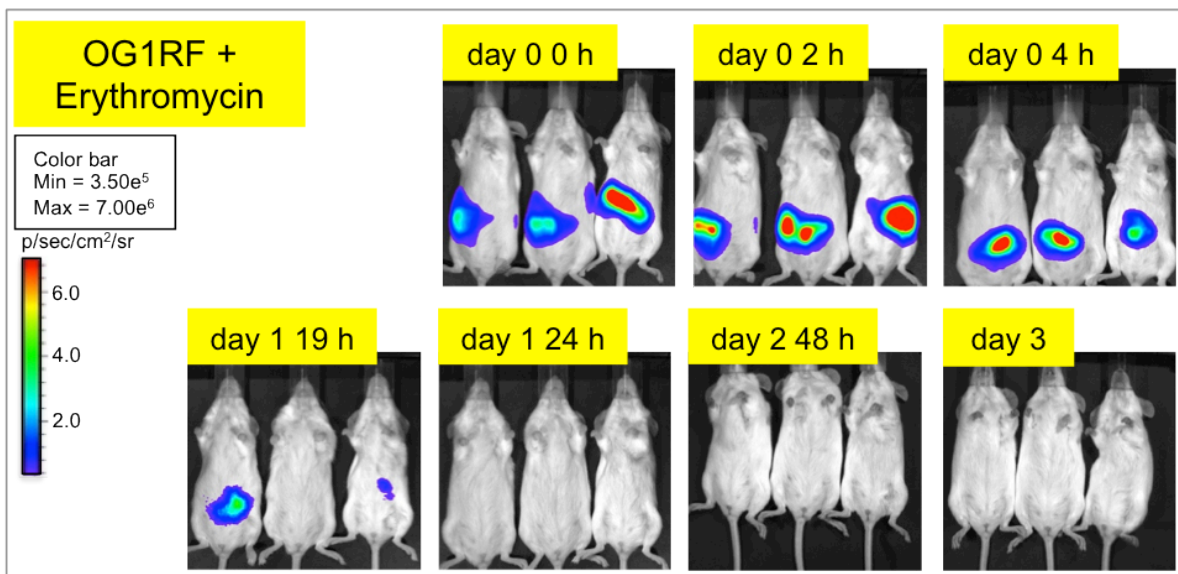 OG1RF +
Erythromycin
Color bar
Min = 3.50e⁵
Max = 7.00e⁶
p/sec/cm²/sr
6.0
4.0
2.0
day 0 0 h
day 0 2 h
day 0 4 h
day 1 19 h
day 1 24 h
day 2 48 h
day 3